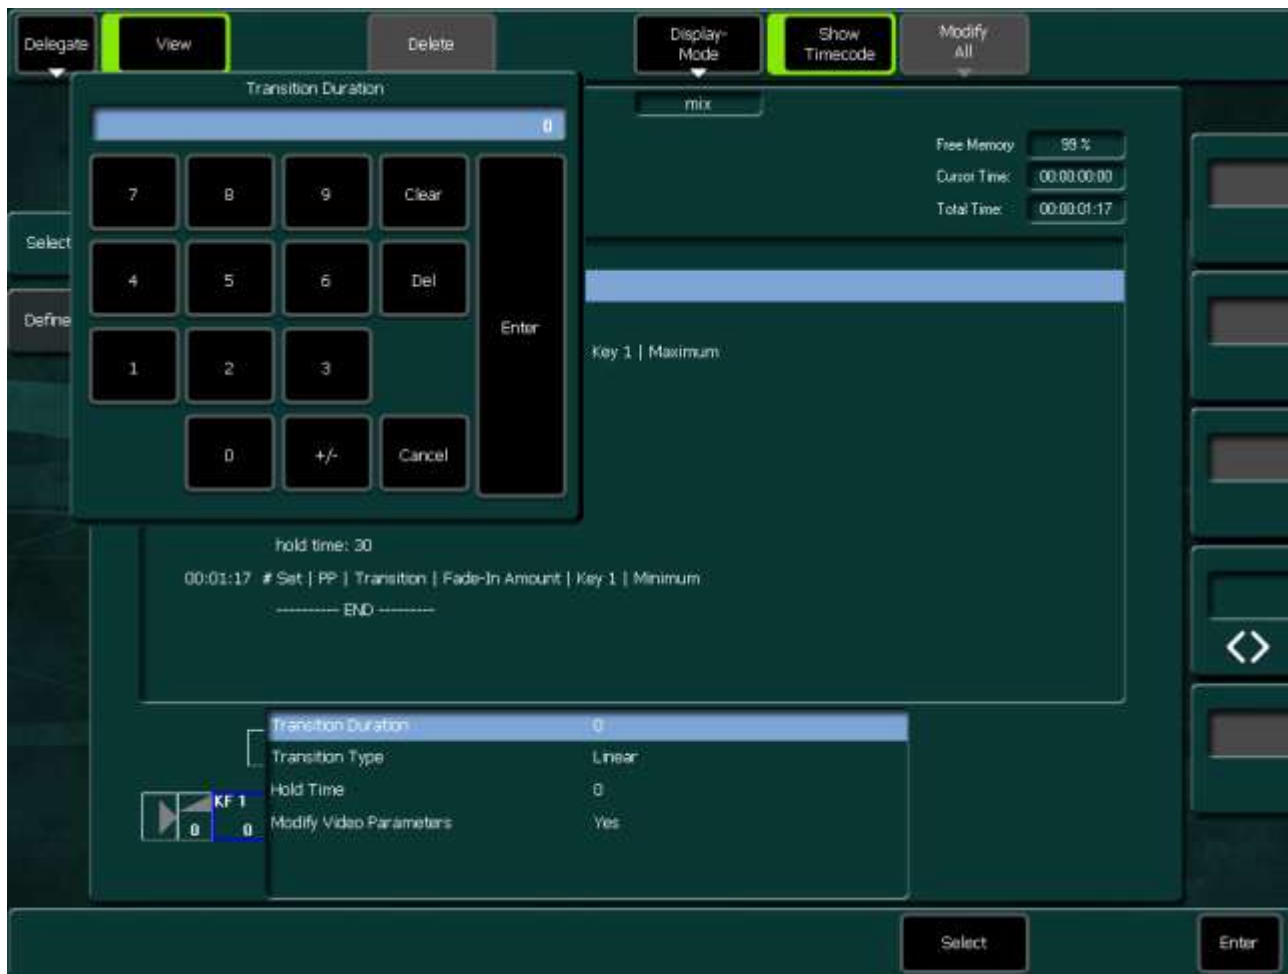 Delegate
View
Delete
Display-
Mode
Show
Timecode
Modify
All
Transition Duration
0
mix
Free Memory 99 %
Cursor Time: 00:00:00:00
Total Time: 00:00:01:17
7 8 9 Clear
4 5 6 Del
1 2 3
Enter
0 +/- Cancel
Select
Define
Key 1 | Maximum
hold time: 30
00:01:17 # Set | PP | Transition | Fade-In Amount | Key 1 | Minimum
---------- END ---------
Transition Duration 0
Transition Type Linear
Hold Time 0
Modify Video Parameters Yes
KF 1
0 0
Select
Enter